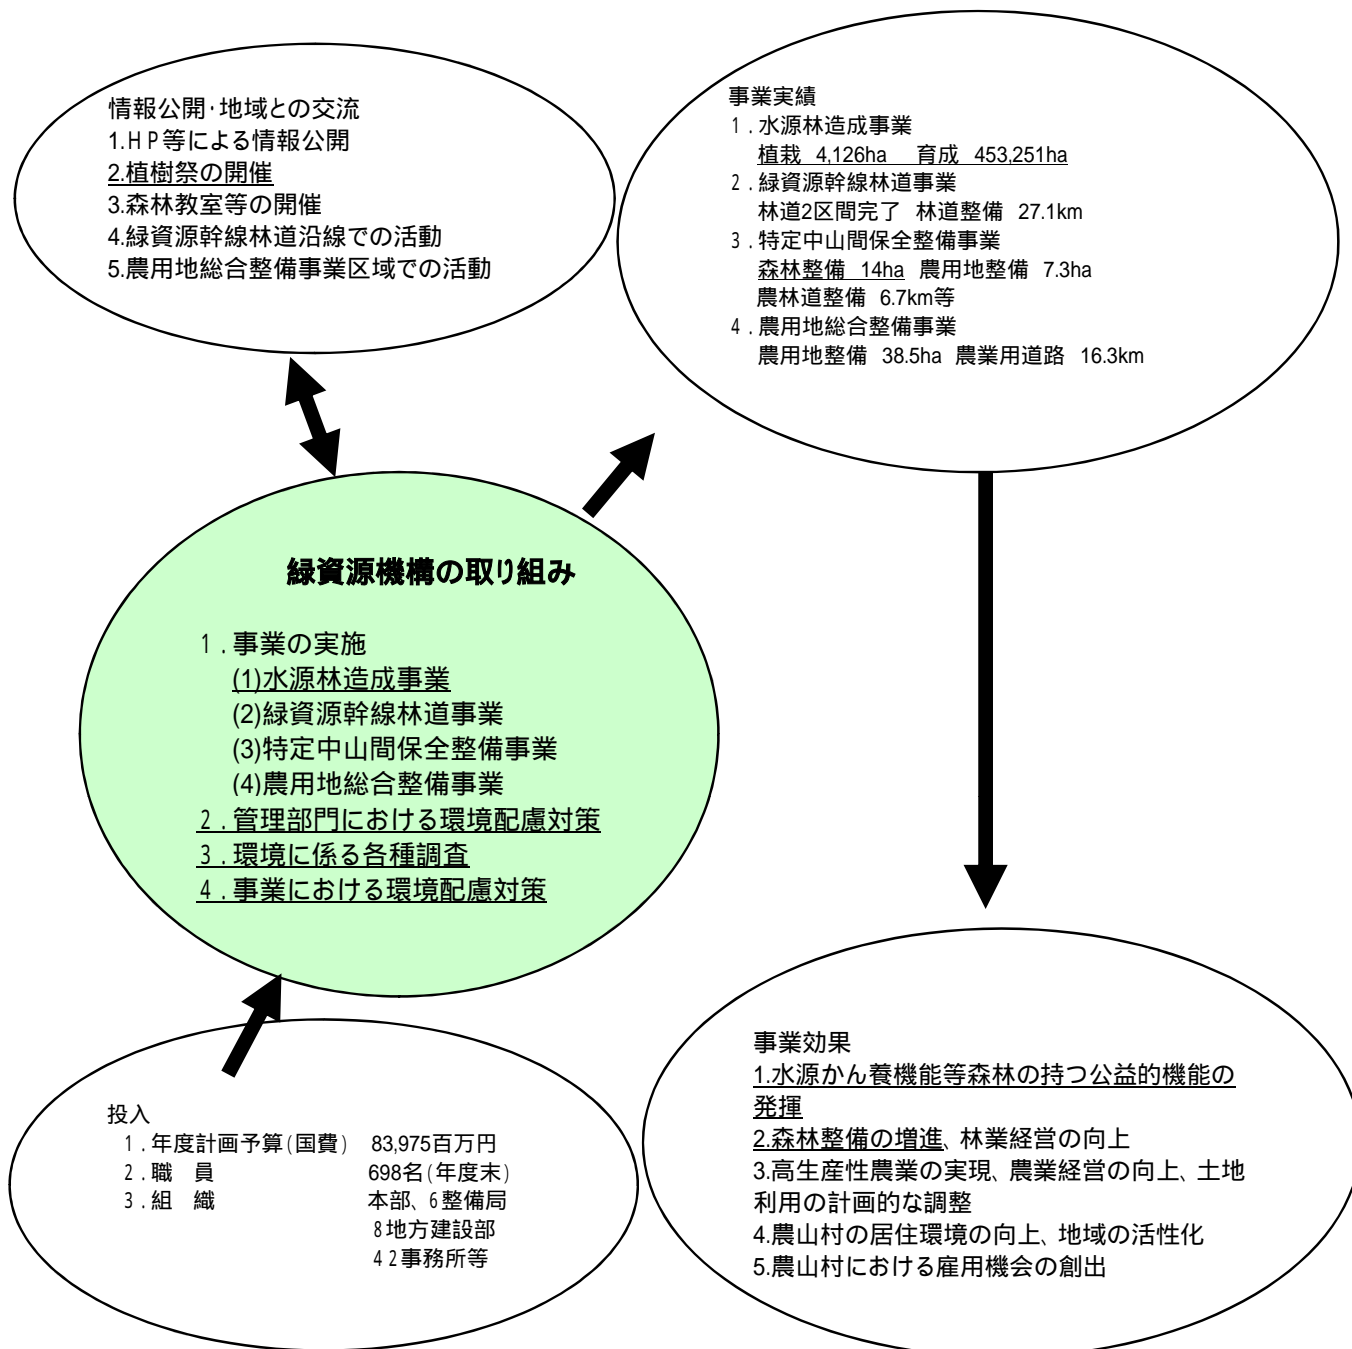 情報公開・地域との交流
1.HP等による情報公開
2.植樹祭の開催
3.森林教室等の開催
4.緑資源幹線林道沿線での活動
5.農用地総合整備事業区域での活動
事業実績
1.水源林造成事業
植栽 4,126ha 育成 453,251ha
2.緑資源幹線林道事業
林道2区間完了 林道整備 27.1km
3.特定中山間保全整備事業
森林整備 14ha 農用地整備 7.3ha
農林道整備 6.7km等
4.農用地総合整備事業
農用地整備 38.5ha 農業用道路 16.3km
緑資源機構の取り組み
1.事業の実施
(1)水源林造成事業
(2)緑資源幹線林道事業
(3)特定中山間保全整備事業
(4)農用地総合整備事業
2.管理部門における環境配慮対策
3.環境に係る各種調査
4.事業における環境配慮対策
投入
1.年度計画予算(国費) 83,975百万円
2.職 員 698名(年度末)
3.組 織 本部、6整備局
8地方建設部
42事務所等
事業効果
1.水源かん養機能等森林の持つ公益的機能の
発揮
2.森林整備の増進、林業経営の向上
3.高生産性農業の実現、農業経営の向上、土地
利用の計画的な調整
4.農山村の居住環境の向上、地域の活性化
5.農山村における雇用機会の創出